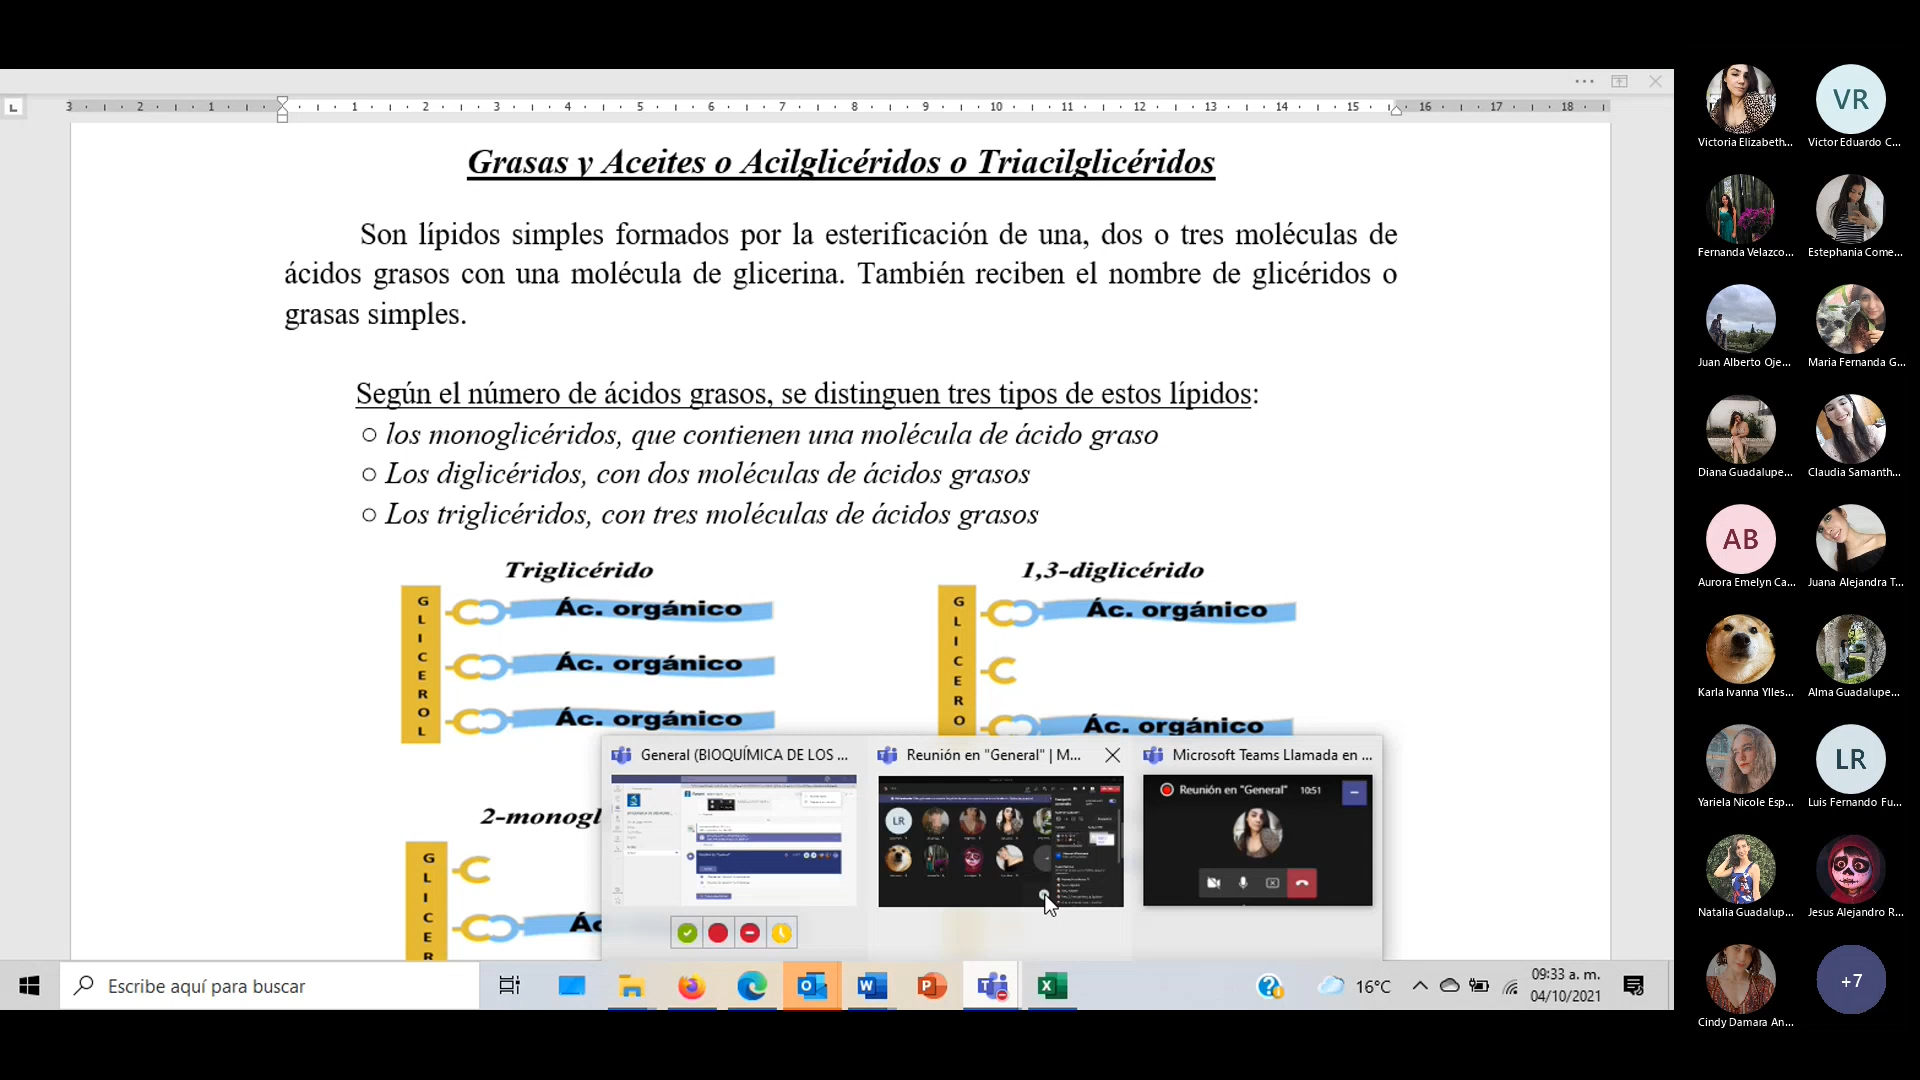 3 2 1 1 2 3 4 5 6 7 8 9 10 11 12 13 14 15 16 17 18
Grasas y Aceites o Acilglicéridos o Triacilglicéridos
Son lípidos simples formados por la esterificación de una, dos o tres moléculas de
ácidos grasos con una molécula de glicerina. También reciben el nombre de glicéridos o
grasas simples.
Según el número de ácidos grasos, se distinguen tres tipos de estos lípidos:
○ los monoglicéridos, que contienen una molécula de ácido graso
○ Los diglicéridos, con dos moléculas de ácidos grasos
○ Los triglicéridos, con tres moléculas de ácidos grasos
Triglicérido
GLICEROL
Ác. orgánico
Ác. orgánico
Ác. orgánico
1,3-diglicérido
GLICERO
Ác. orgánico
Ác. orgánico
2-monogl
GLICER
Ác
General (BIOQUÍMICA DE LOS ...
Reunión en "General" | M...
LR
Microsoft Teams Llamada en ...
Reunión en "General" 10:51
Escribe aquí para buscar
16°C
09:33 a. m.
04/10/2021
VR
Victoria Elizabeth...
Victor Eduardo C...
Fernanda Velazco...
Estephania Come...
Juan Alberto Oje...
Maria Fernanda G...
Diana Guadalupe...
Claudia Samanth...
AB
Aurora Emelyn Ca...
Juana Alejandra T...
Karla Ivanna Ylles...
Alma Guadalupe...
LR
Yariela Nicole Esp...
Luis Fernando Fu...
Natalia Guadalup...
Jesus Alejandro R...
+7
Cindy Damara An...